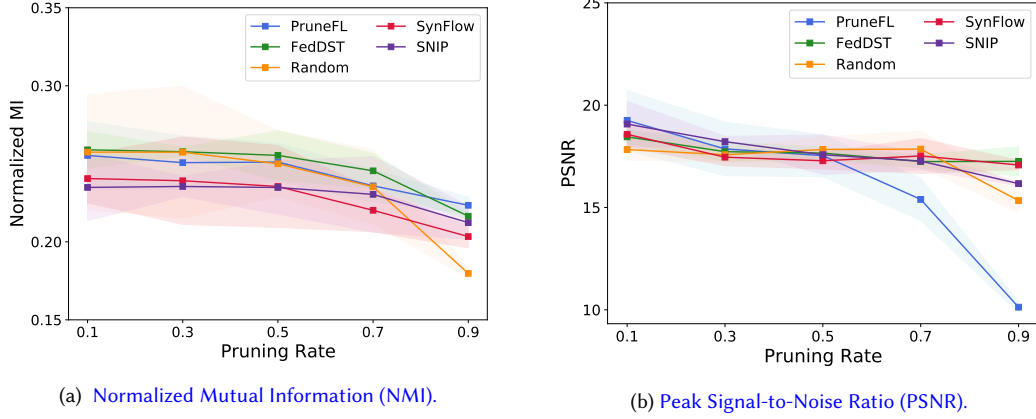 0.35
0.30
0.20
0.15
Normalized MI
PruneFL
FedDST
Random
SynFlow
SNIP
0.1 0.3 0.5 0.7 0.9
Pruning Rate
(a) Normalized Mutual Information (NMI).
25
20
15
10
PSNR
PruneFL
FedDST
Random
SynFlow
SNIP
0.1 0.3 0.5 0.7 0.9
Pruning Rate
(b) Peak Signal-to-Noise Ratio (PSNR).